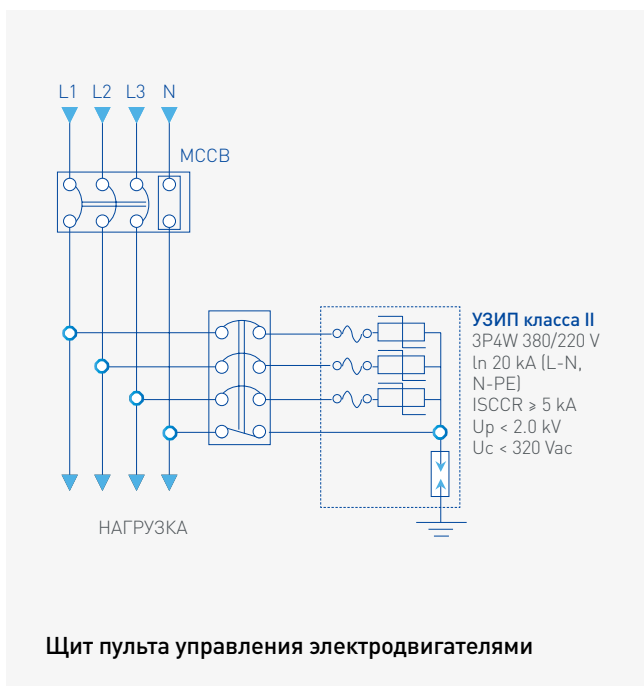 L1 L2 L3 N
MCCB
УЗИП класса II
3P4W 380/220 V
In 20 kA (L-N,
N-PE)
ISCCR ≥ 5 kA
Up < 2.0 kV
Uc < 320 Vac
НАГРУЗКА
Щит пульта управления электродвигателями